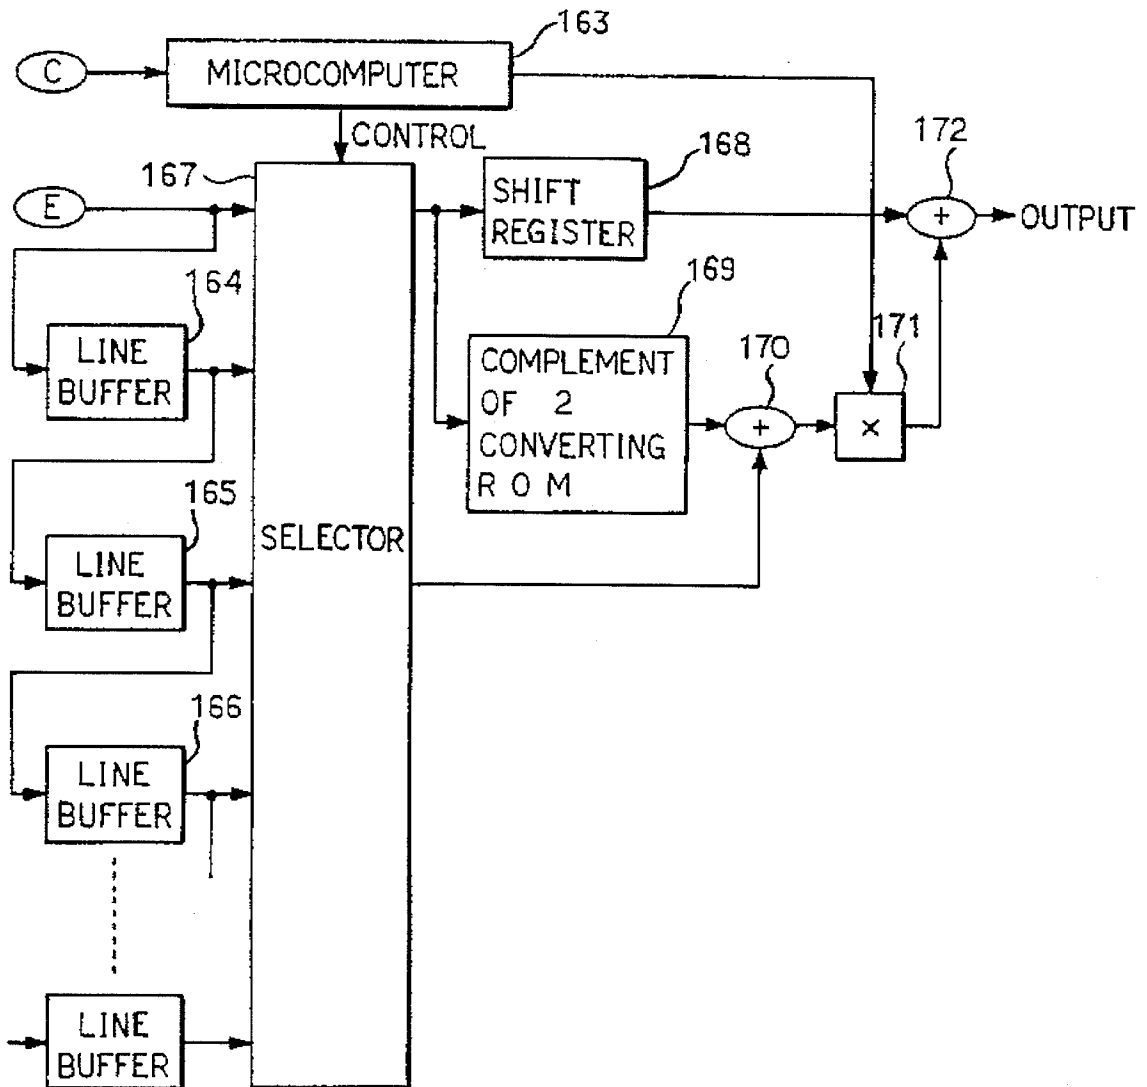 163
C
MICROCOMPUTER
CONTROL
172
167
168
E
SHIFT
REGISTER
+
OUTPUT
164
169
LINE
BUFFER
171
170
COMPLEMENT
OF 2
CONVERTING
R O M
+
×
165
LINE
BUFFER
SELECTOR
166
LINE
BUFFER
LINE
BUFFER